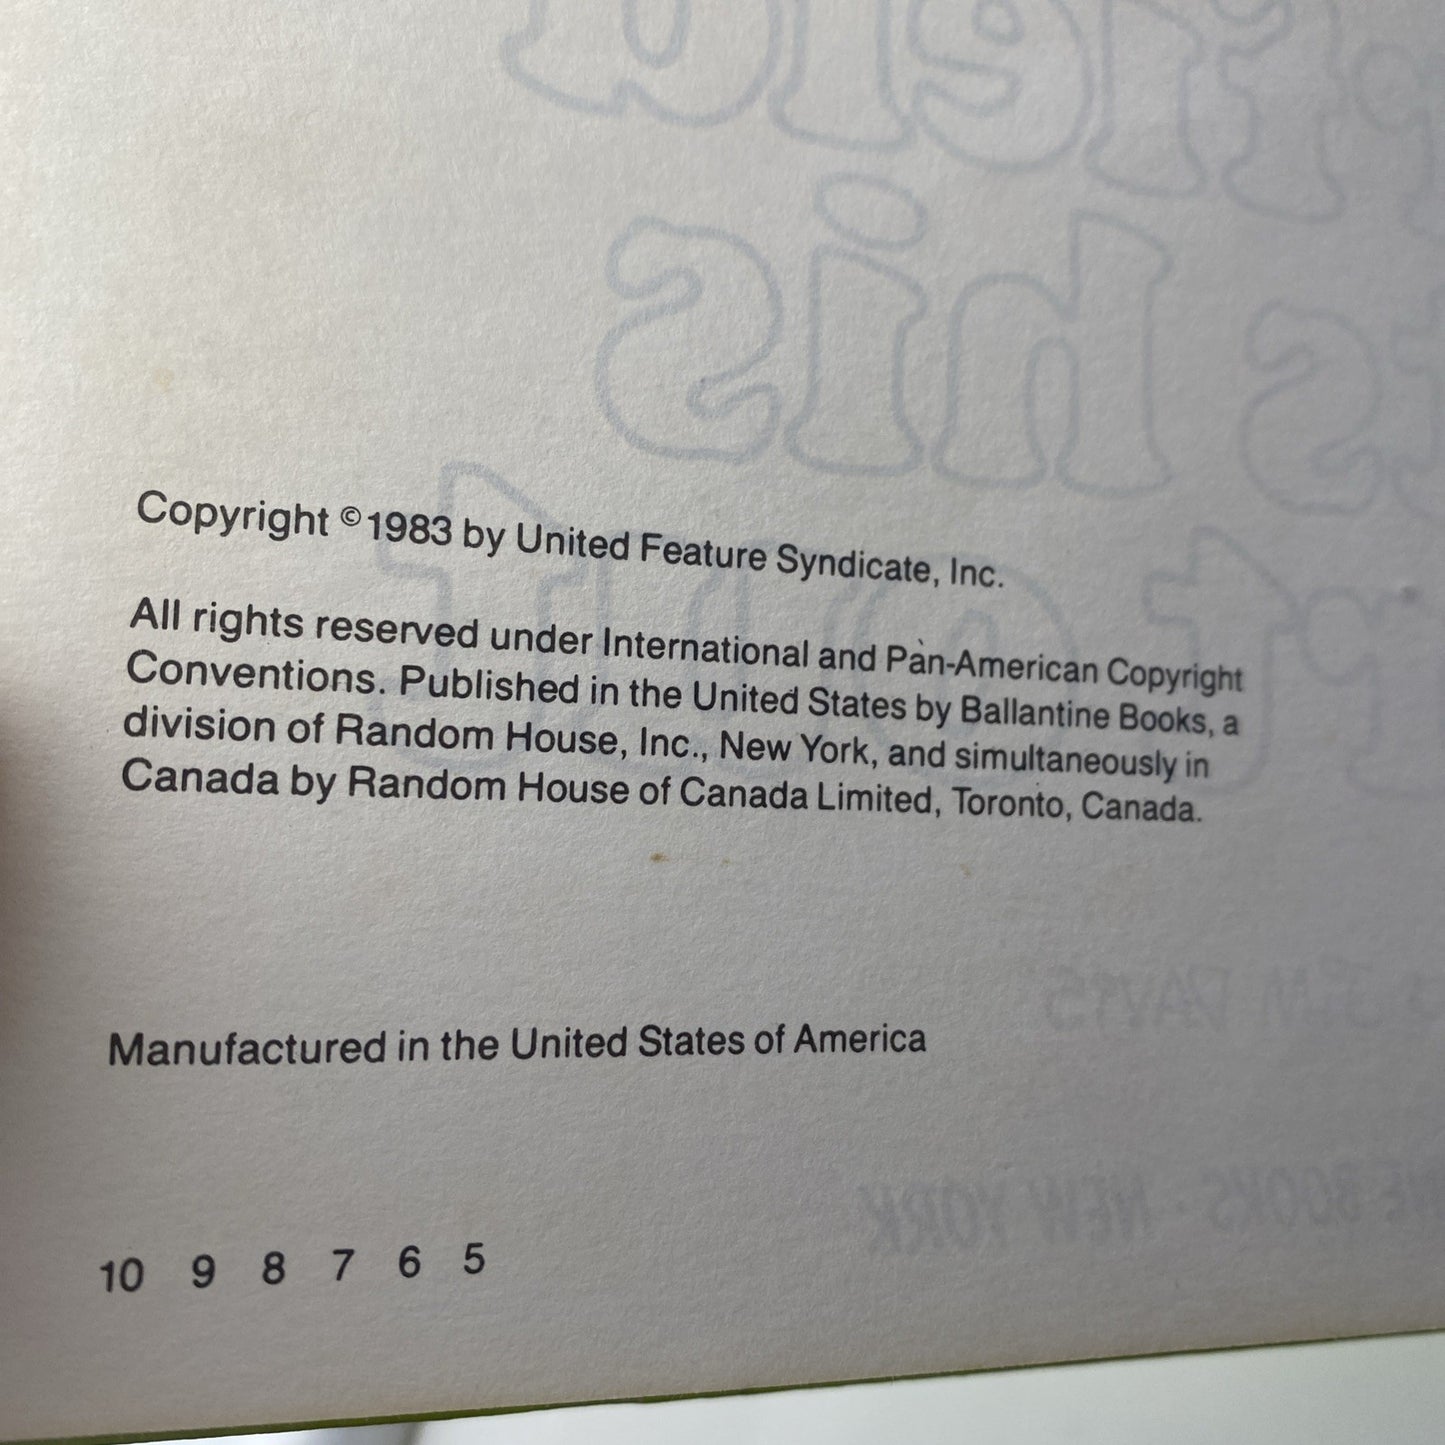 Copyright ©1983 by United Feature Syndicate, Inc.
All rights reserved under International and Pan-American Copyright
Conventions. Published in the United States by Ballantine Books, a
division of Random House, Inc., New York, and simultaneously in
Canada by Random House of Canada Limited, Toronto, Canada.
Manufactured in the United States of America
10 9 8 7 6 5